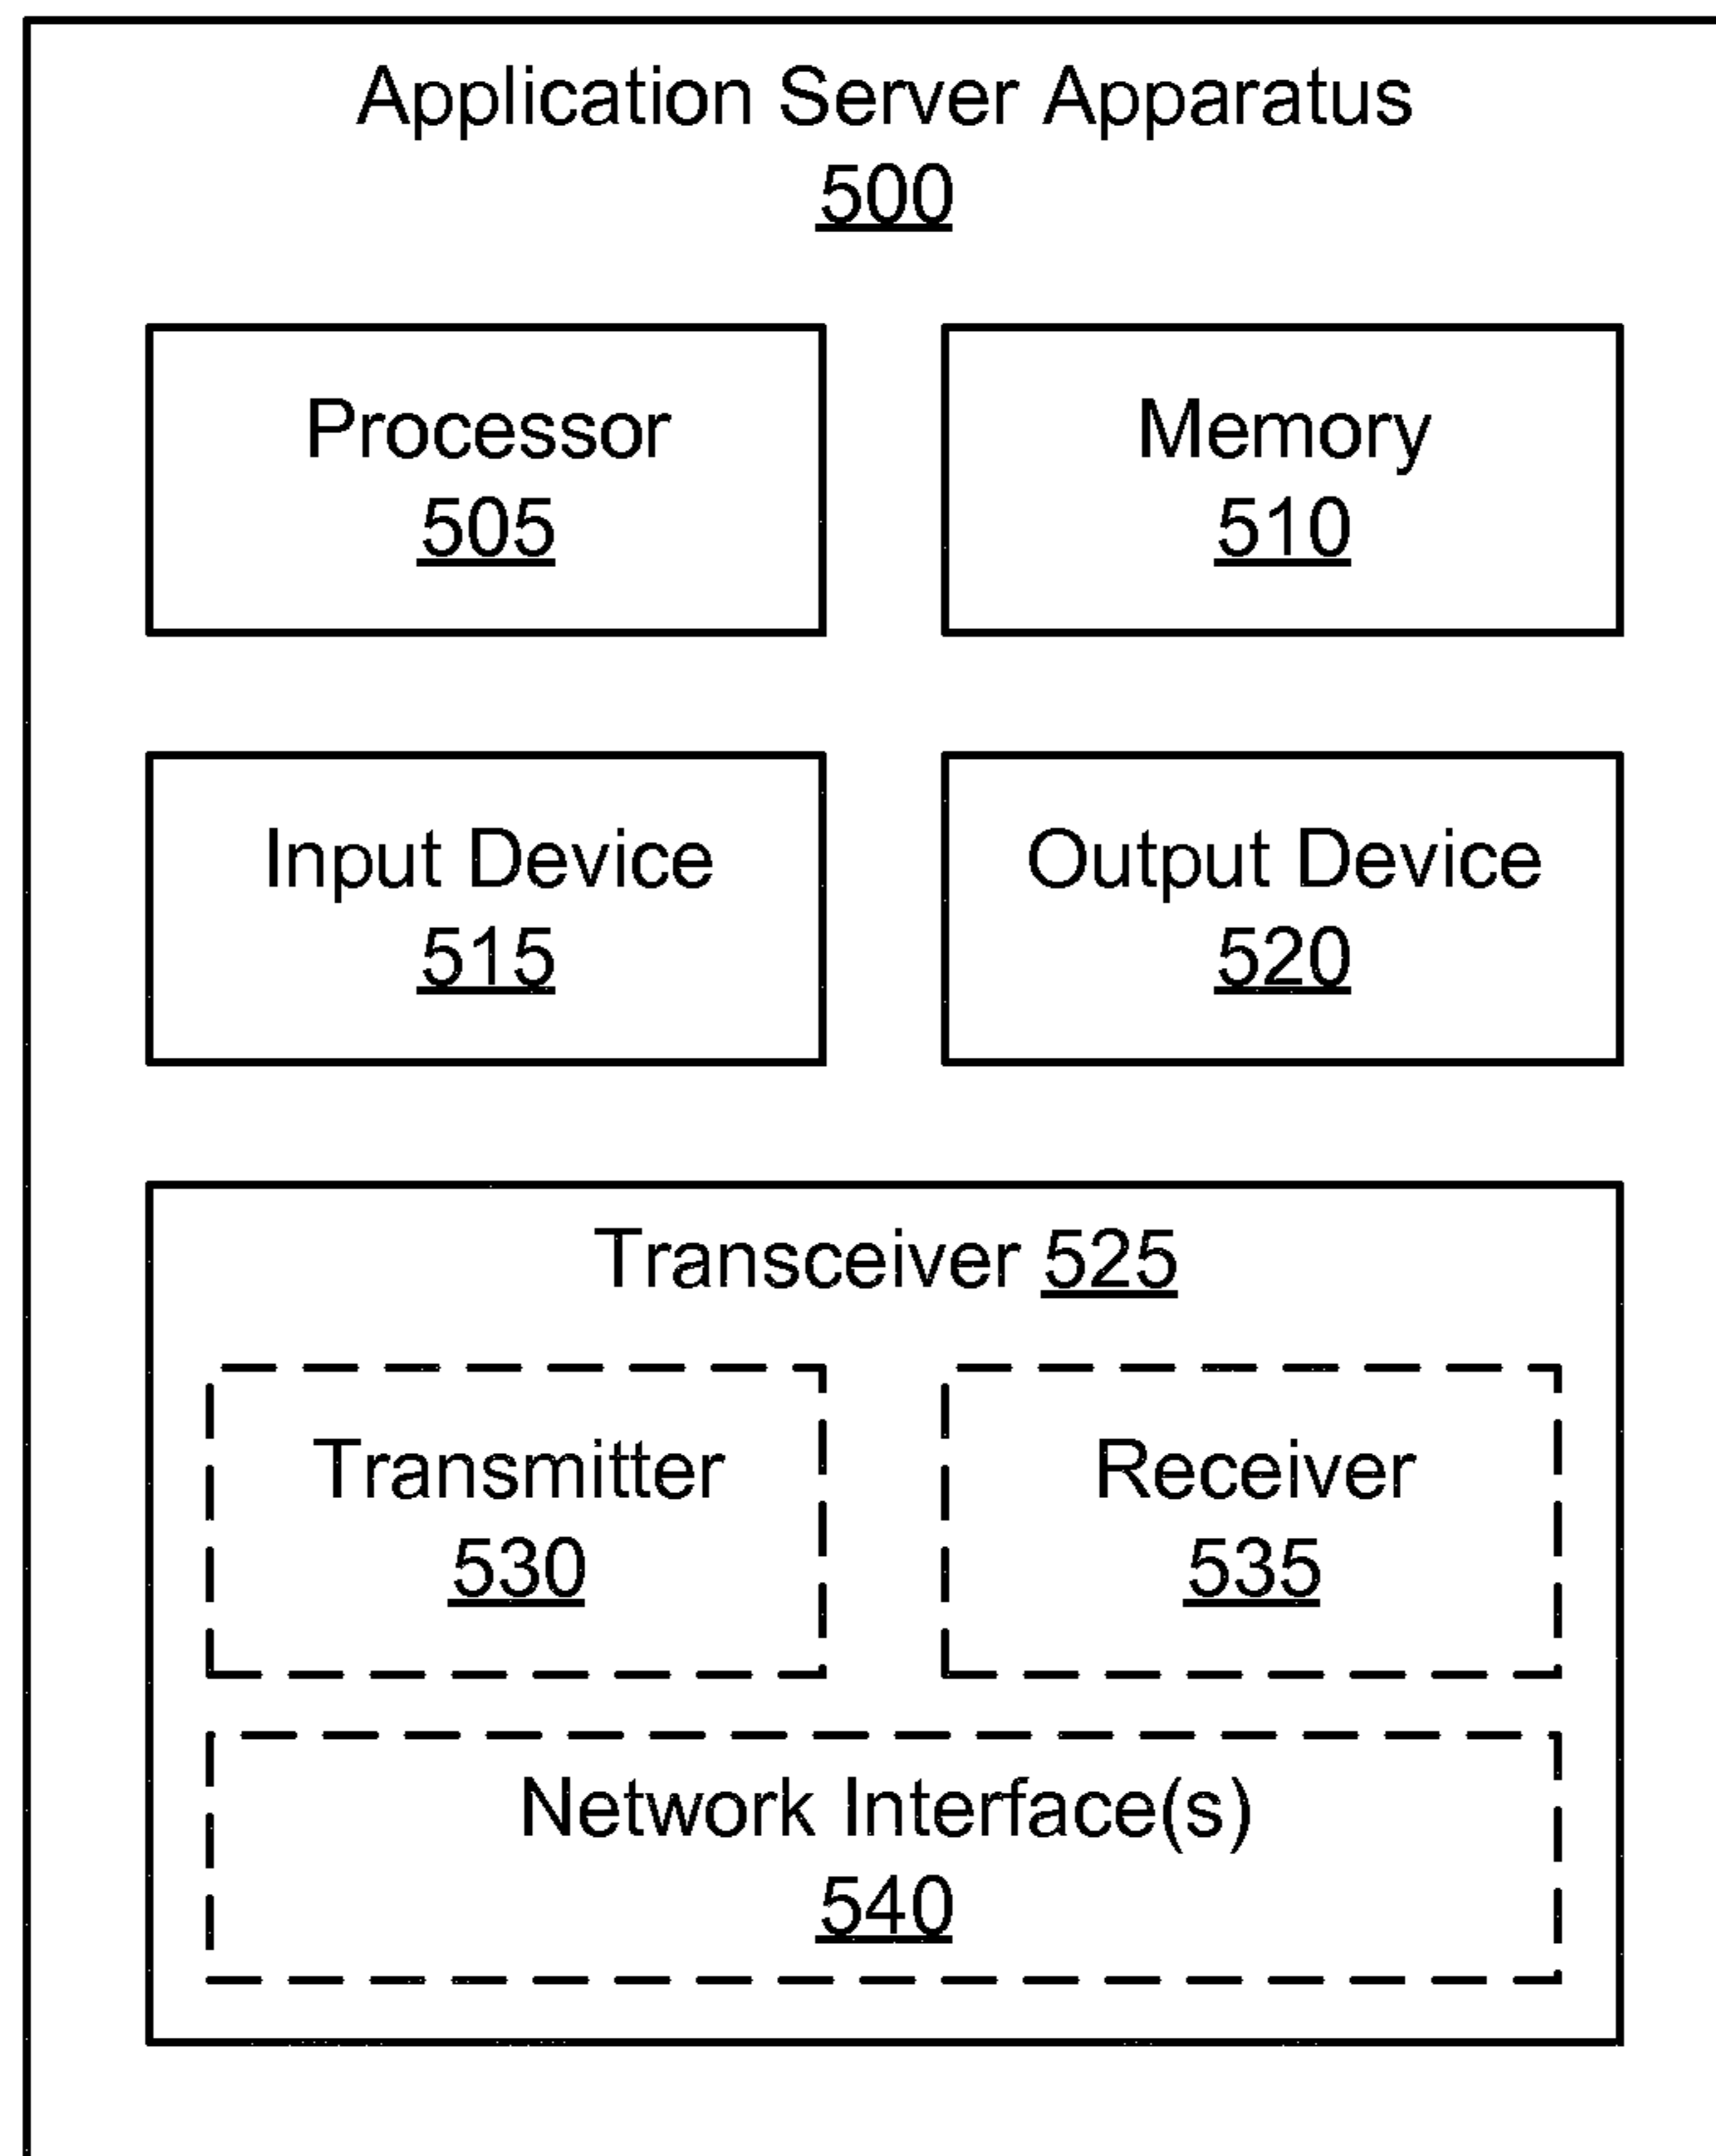 Application Server Apparatus
500
Processor
505
Memory
510
Input Device
515
Output Device
520
Transceiver 525
Transmitter
530
Receiver
535
Network Interface(s)
540